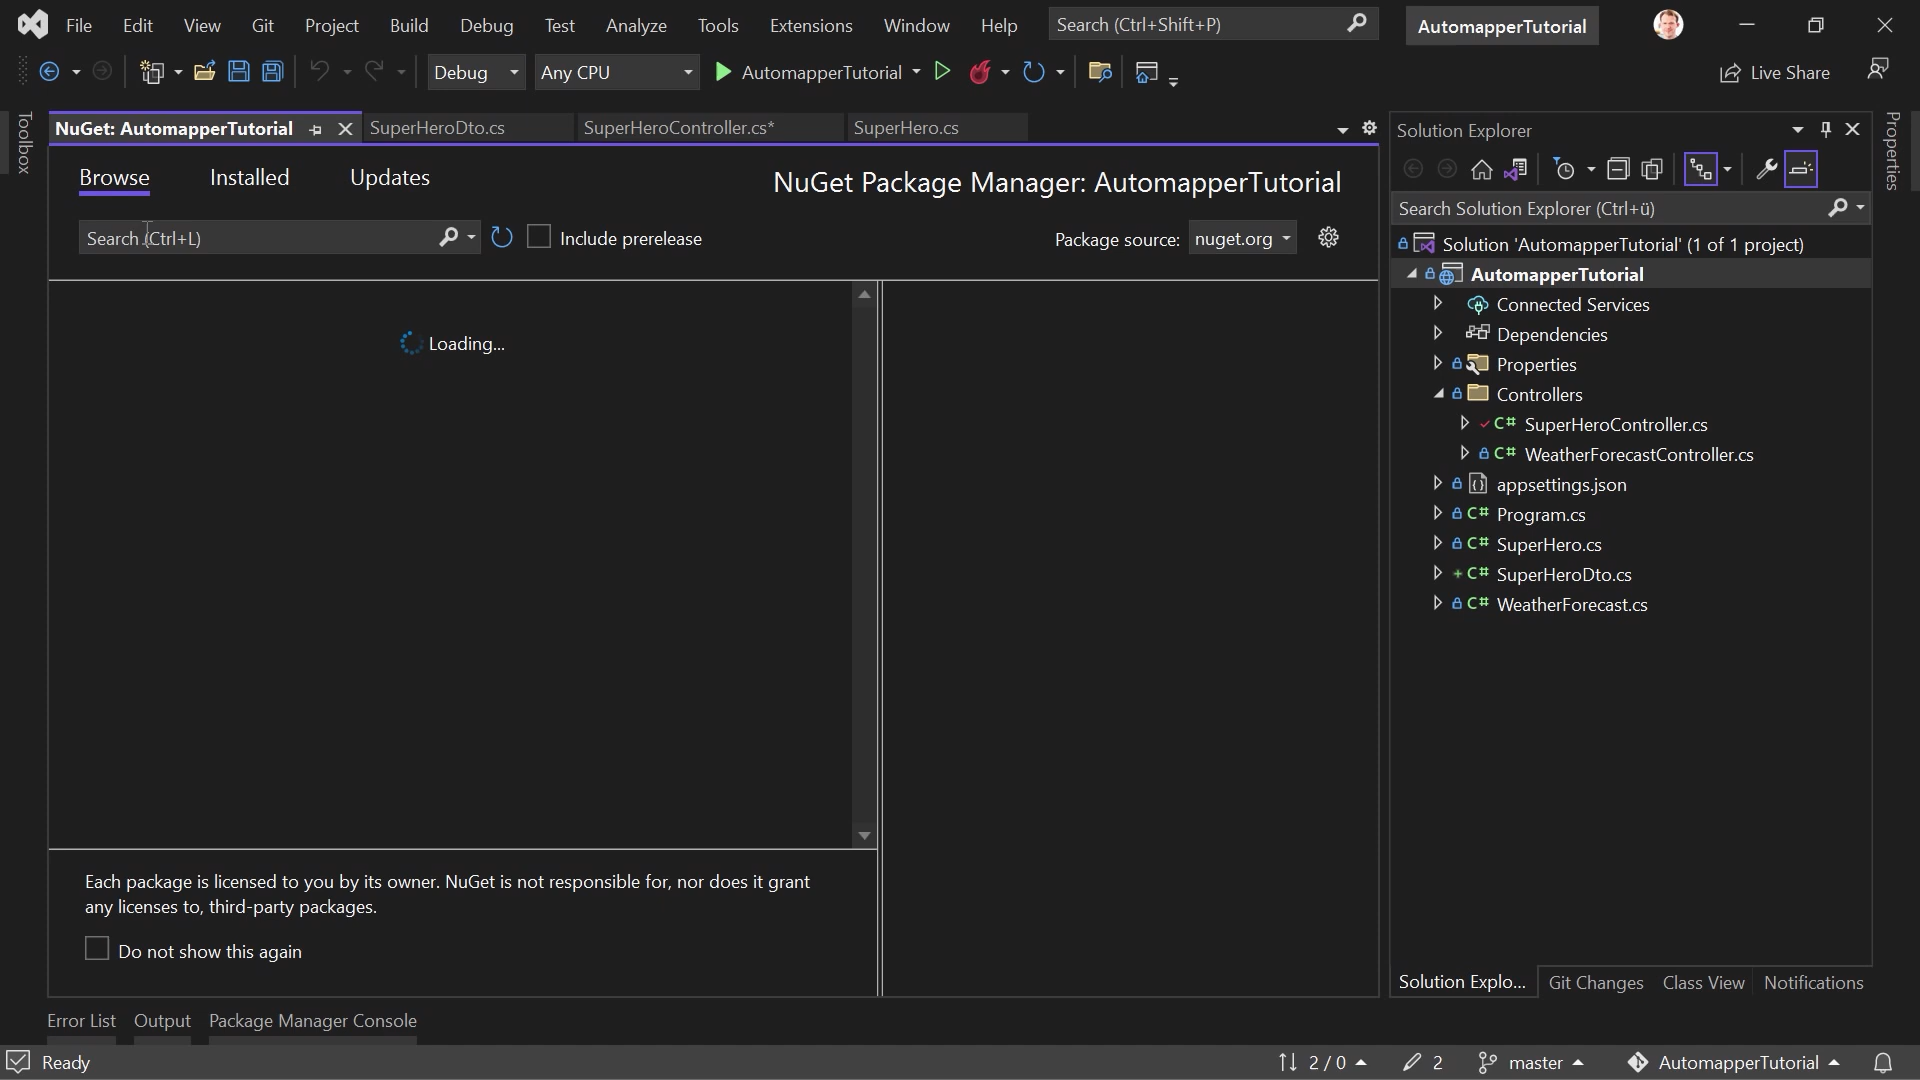 File Edit View Git Project Build Debug Test Analyze Tools Extensions Window Help Search (Ctrl+Shift+P) AutomapperTutorial
Debug Any CPU AutomapperTutorial Live Share
Toolbox
NuGet: AutomapperTutorial SuperHeroDto.cs SuperHeroController.cs* SuperHero.cs
Browse Installed Updates NuGet Package Manager: AutomapperTutorial
Search (Ctrl+L) Include prerelease Package source: nuget.org
Loading...
Each package is licensed to you by its owner. NuGet is not responsible for, nor does it grant
any licenses to, third-party packages.
Do not show this again
Solution Explorer
Search Solution Explorer (Ctrl+ü)
Solution 'AutomapperTutorial' (1 of 1 project)
AutomapperTutorial
Connected Services
Dependencies
Properties
Controllers
C# SuperHeroController.cs
C# WeatherForecastController.cs
appsettings.json
C# Program.cs
C# SuperHero.cs
+ C# SuperHeroDto.cs
C# WeatherForecast.cs
Solution Explo... Git Changes Class View Notifications
Properties
Error List Output Package Manager Console
Ready 2 / 0 2 master AutomapperTutorial